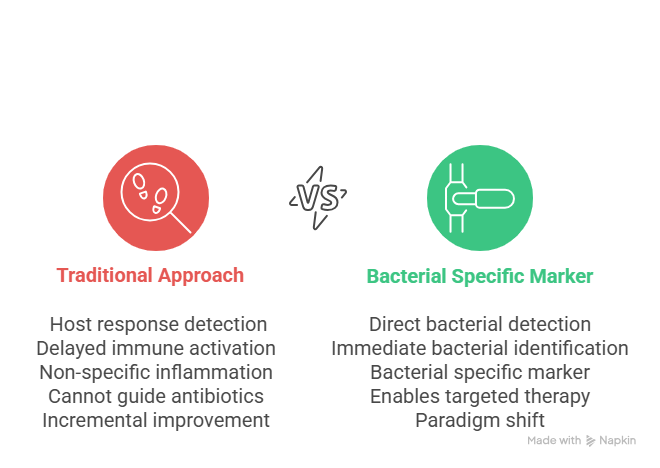 VS
Traditional Approach
Bacterial Specific Marker
Host response detection
Delayed immune activation
Non-specific inflammation
Cannot guide antibiotics
Incremental improvement
Direct bacterial detection
Immediate bacterial identification
Bacterial specific marker
Enables targeted therapy
Paradigm shift
Made with Napkin